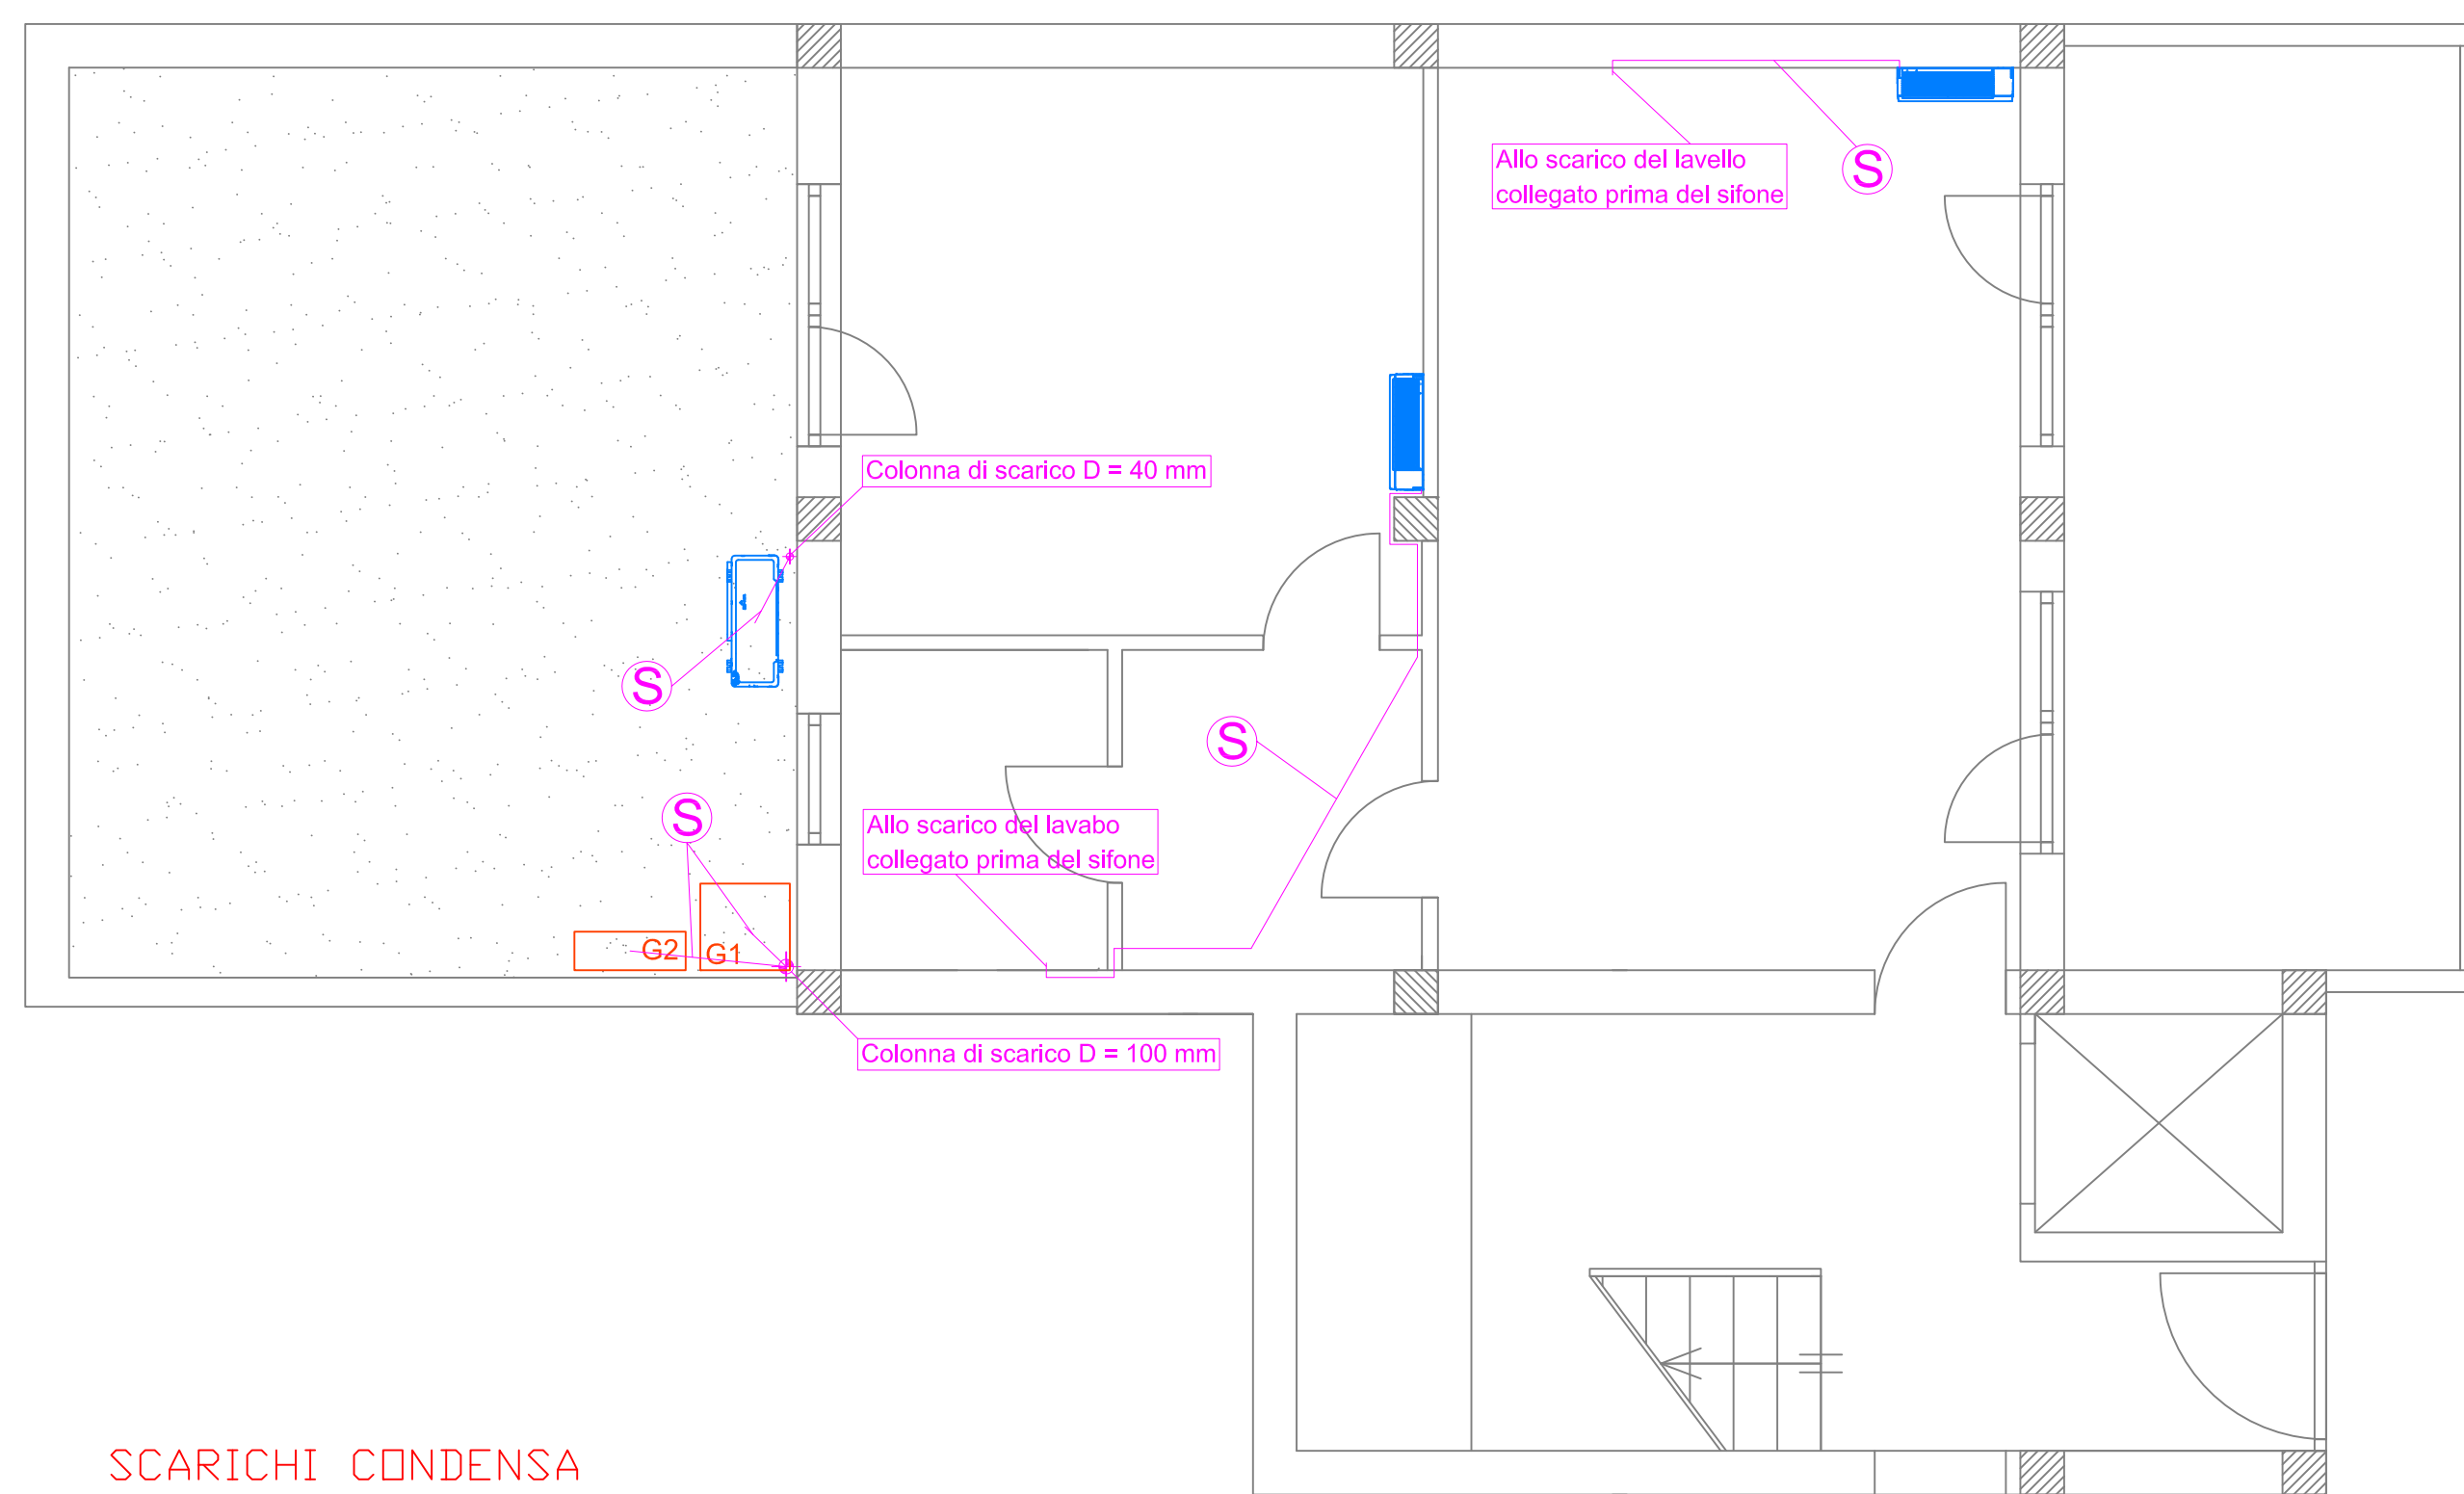 Allo scarico del lavello
collegato prima del sifone
S
Colonna di scarico D = 40 mm
S
S
S
Allo scarico del lavabo
collegato prima del sifone
G2
G1
Colonna di scarico D = 100 mm
SCARICHI CONDENSA